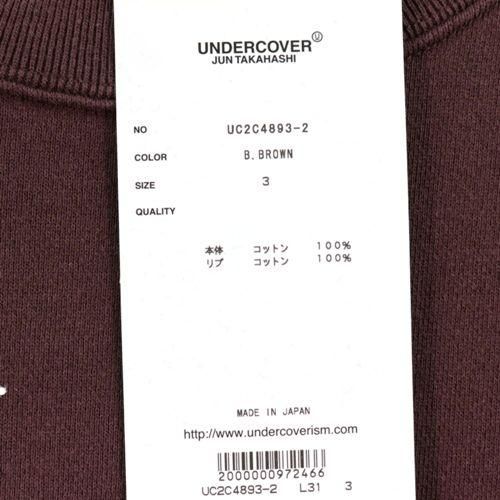 UNDERCOVER Ⓤ
JUN TAKAHASHI
NO UC2C4893-2
COLOR B.BROWN
SIZE 3
QUALITY
本体 コットン 100%
リブ コットン 100%
MADE IN JAPAN
http://www.undercoverism.com/
2000000972466
UC2C4893-2 L31 3